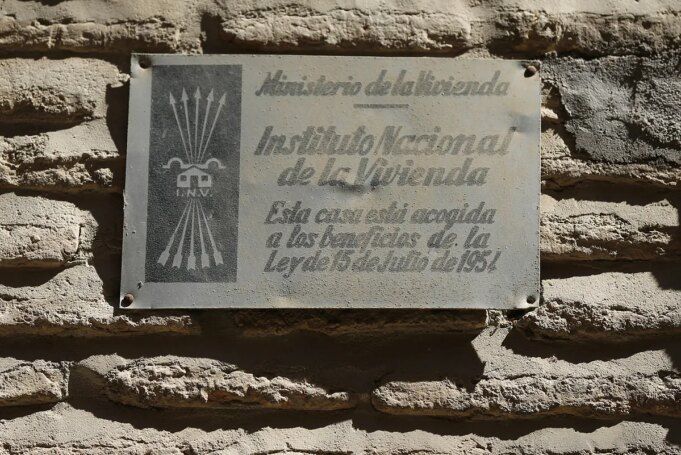 Ministerio de la Vivienda
Instituto Nacional
de la Vivienda
I.N.V.
Esta casa está acogida
a los beneficios de la
Ley de 15 de Julio de 1954